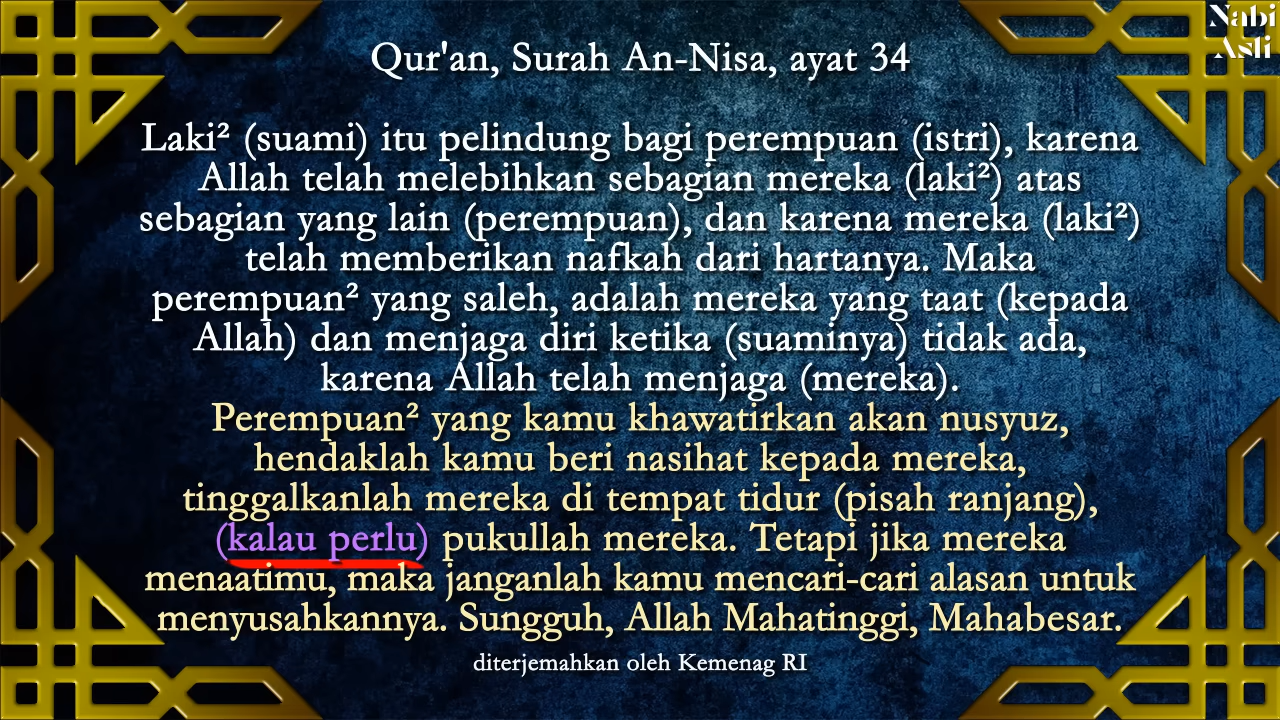 Nabi
Asli
Qur'an, Surah An-Nisa, ayat 34
Laki² (suami) itu pelindung bagi perempuan (istri), karena
Allah telah melebihkan sebagian mereka (laki²) atas
sebagian yang lain (perempuan), dan karena mereka (laki²)
telah memberikan nafkah dari hartanya. Maka
perempuan² yang saleh, adalah mereka yang taat (kepada
Allah) dan menjaga diri ketika (suaminya) tidak ada,
karena Allah telah menjaga (mereka).
Perempuan² yang kamu khawatirkan akan nusyuz,
hendaklah kamu beri nasihat kepada mereka,
tinggalkanlah mereka di tempat tidur (pisah ranjang),
(kalau perlu) pukullah mereka. Tetapi jika mereka
menaatimu, maka janganlah kamu mencari-cari alasan untuk
menyusahkannya. Sungguh, Allah Mahatinggi, Mahabesar.
diterjemahkan oleh Kemenag RI